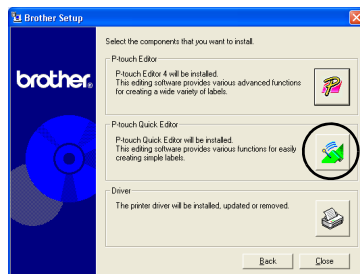 Brother Setup
Select the components that you want to install.
brother.
P-touch Editor
P-touch Editor 4 will be installed.
This editing software provides various advanced functions
for creating a wide variety of labels.
P-touch Quick Editor
P-touch Quick Editor will be installed.
This editing software provides various functions for easily
creating simple labels.
Driver
The printer driver will be installed, updated or removed.
Back
Close